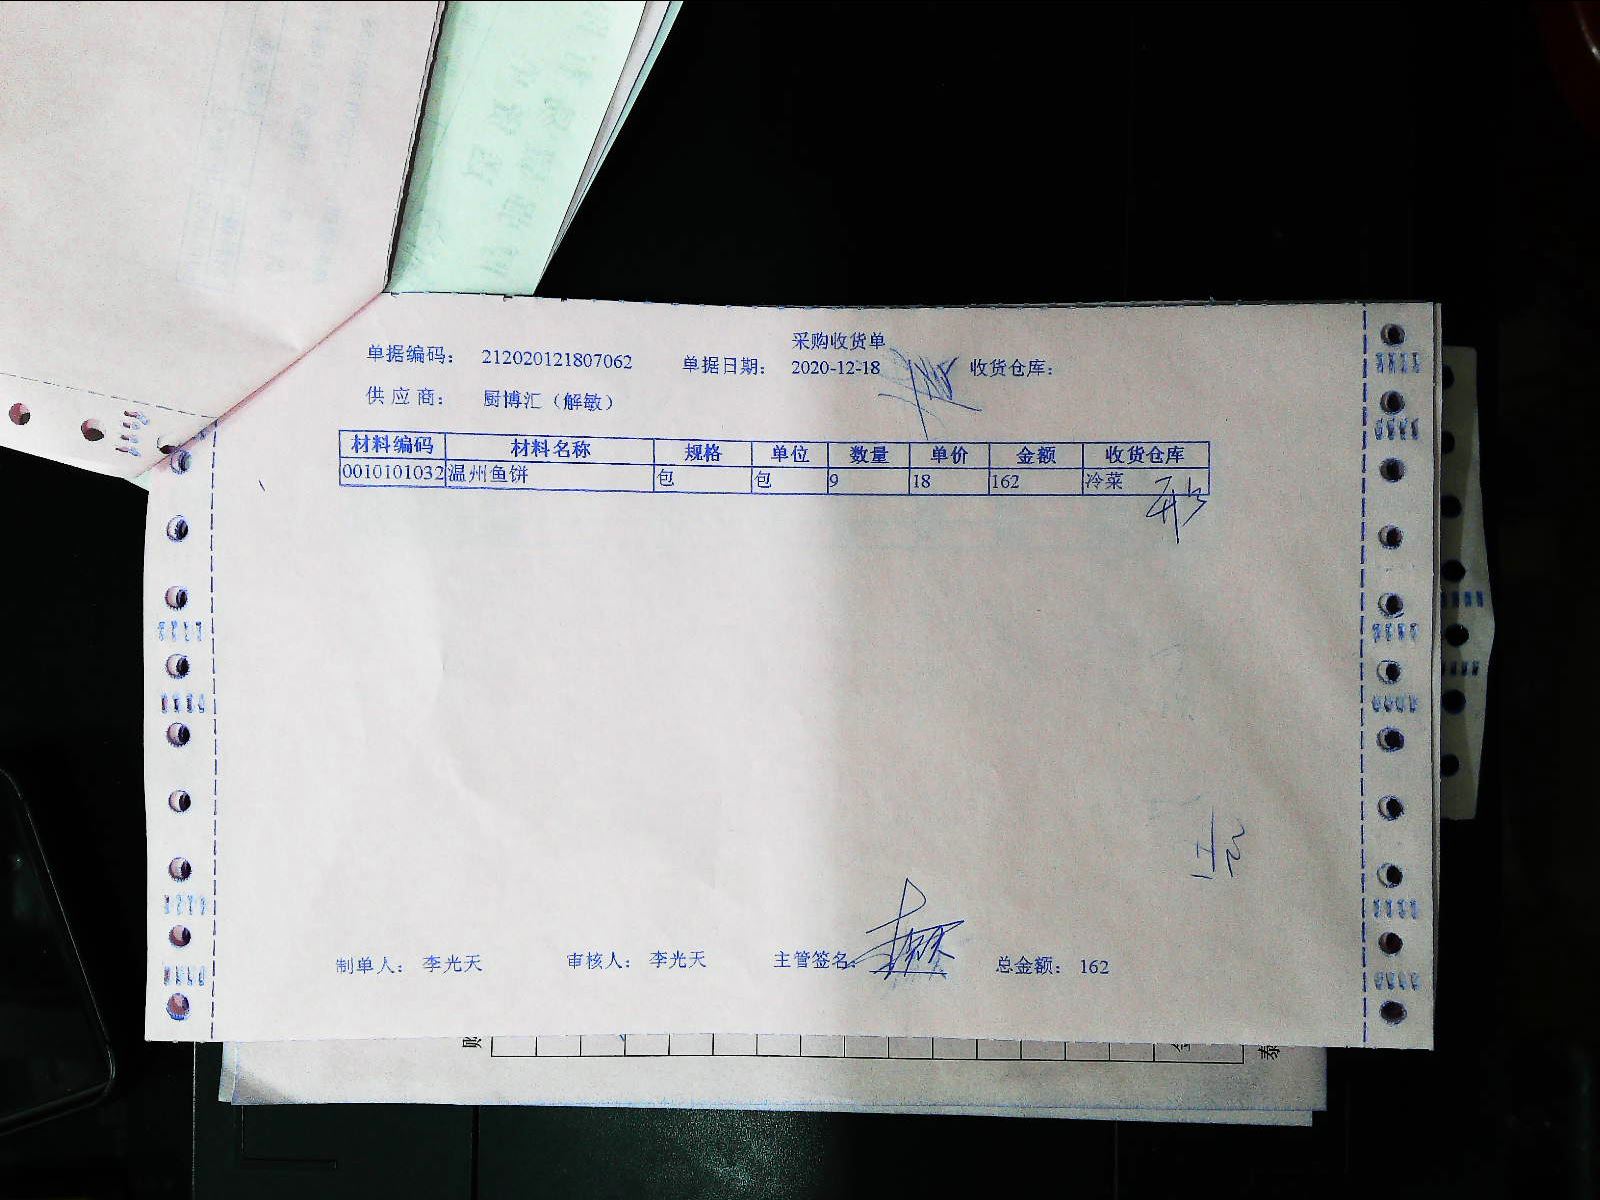 采购收货单
单据编码： 212020121807062 单据日期： 2020-12-18 收货仓库：
供应商： 厨博汇（解敏）
材料编码 材料名称 规格 单位 数量 单价 金额 收货仓库
0010101032 温州鱼饼 包 包 9 18 162 冷菜
制单人： 李光天 审核人： 李光天 主管签名： 总金额： 162